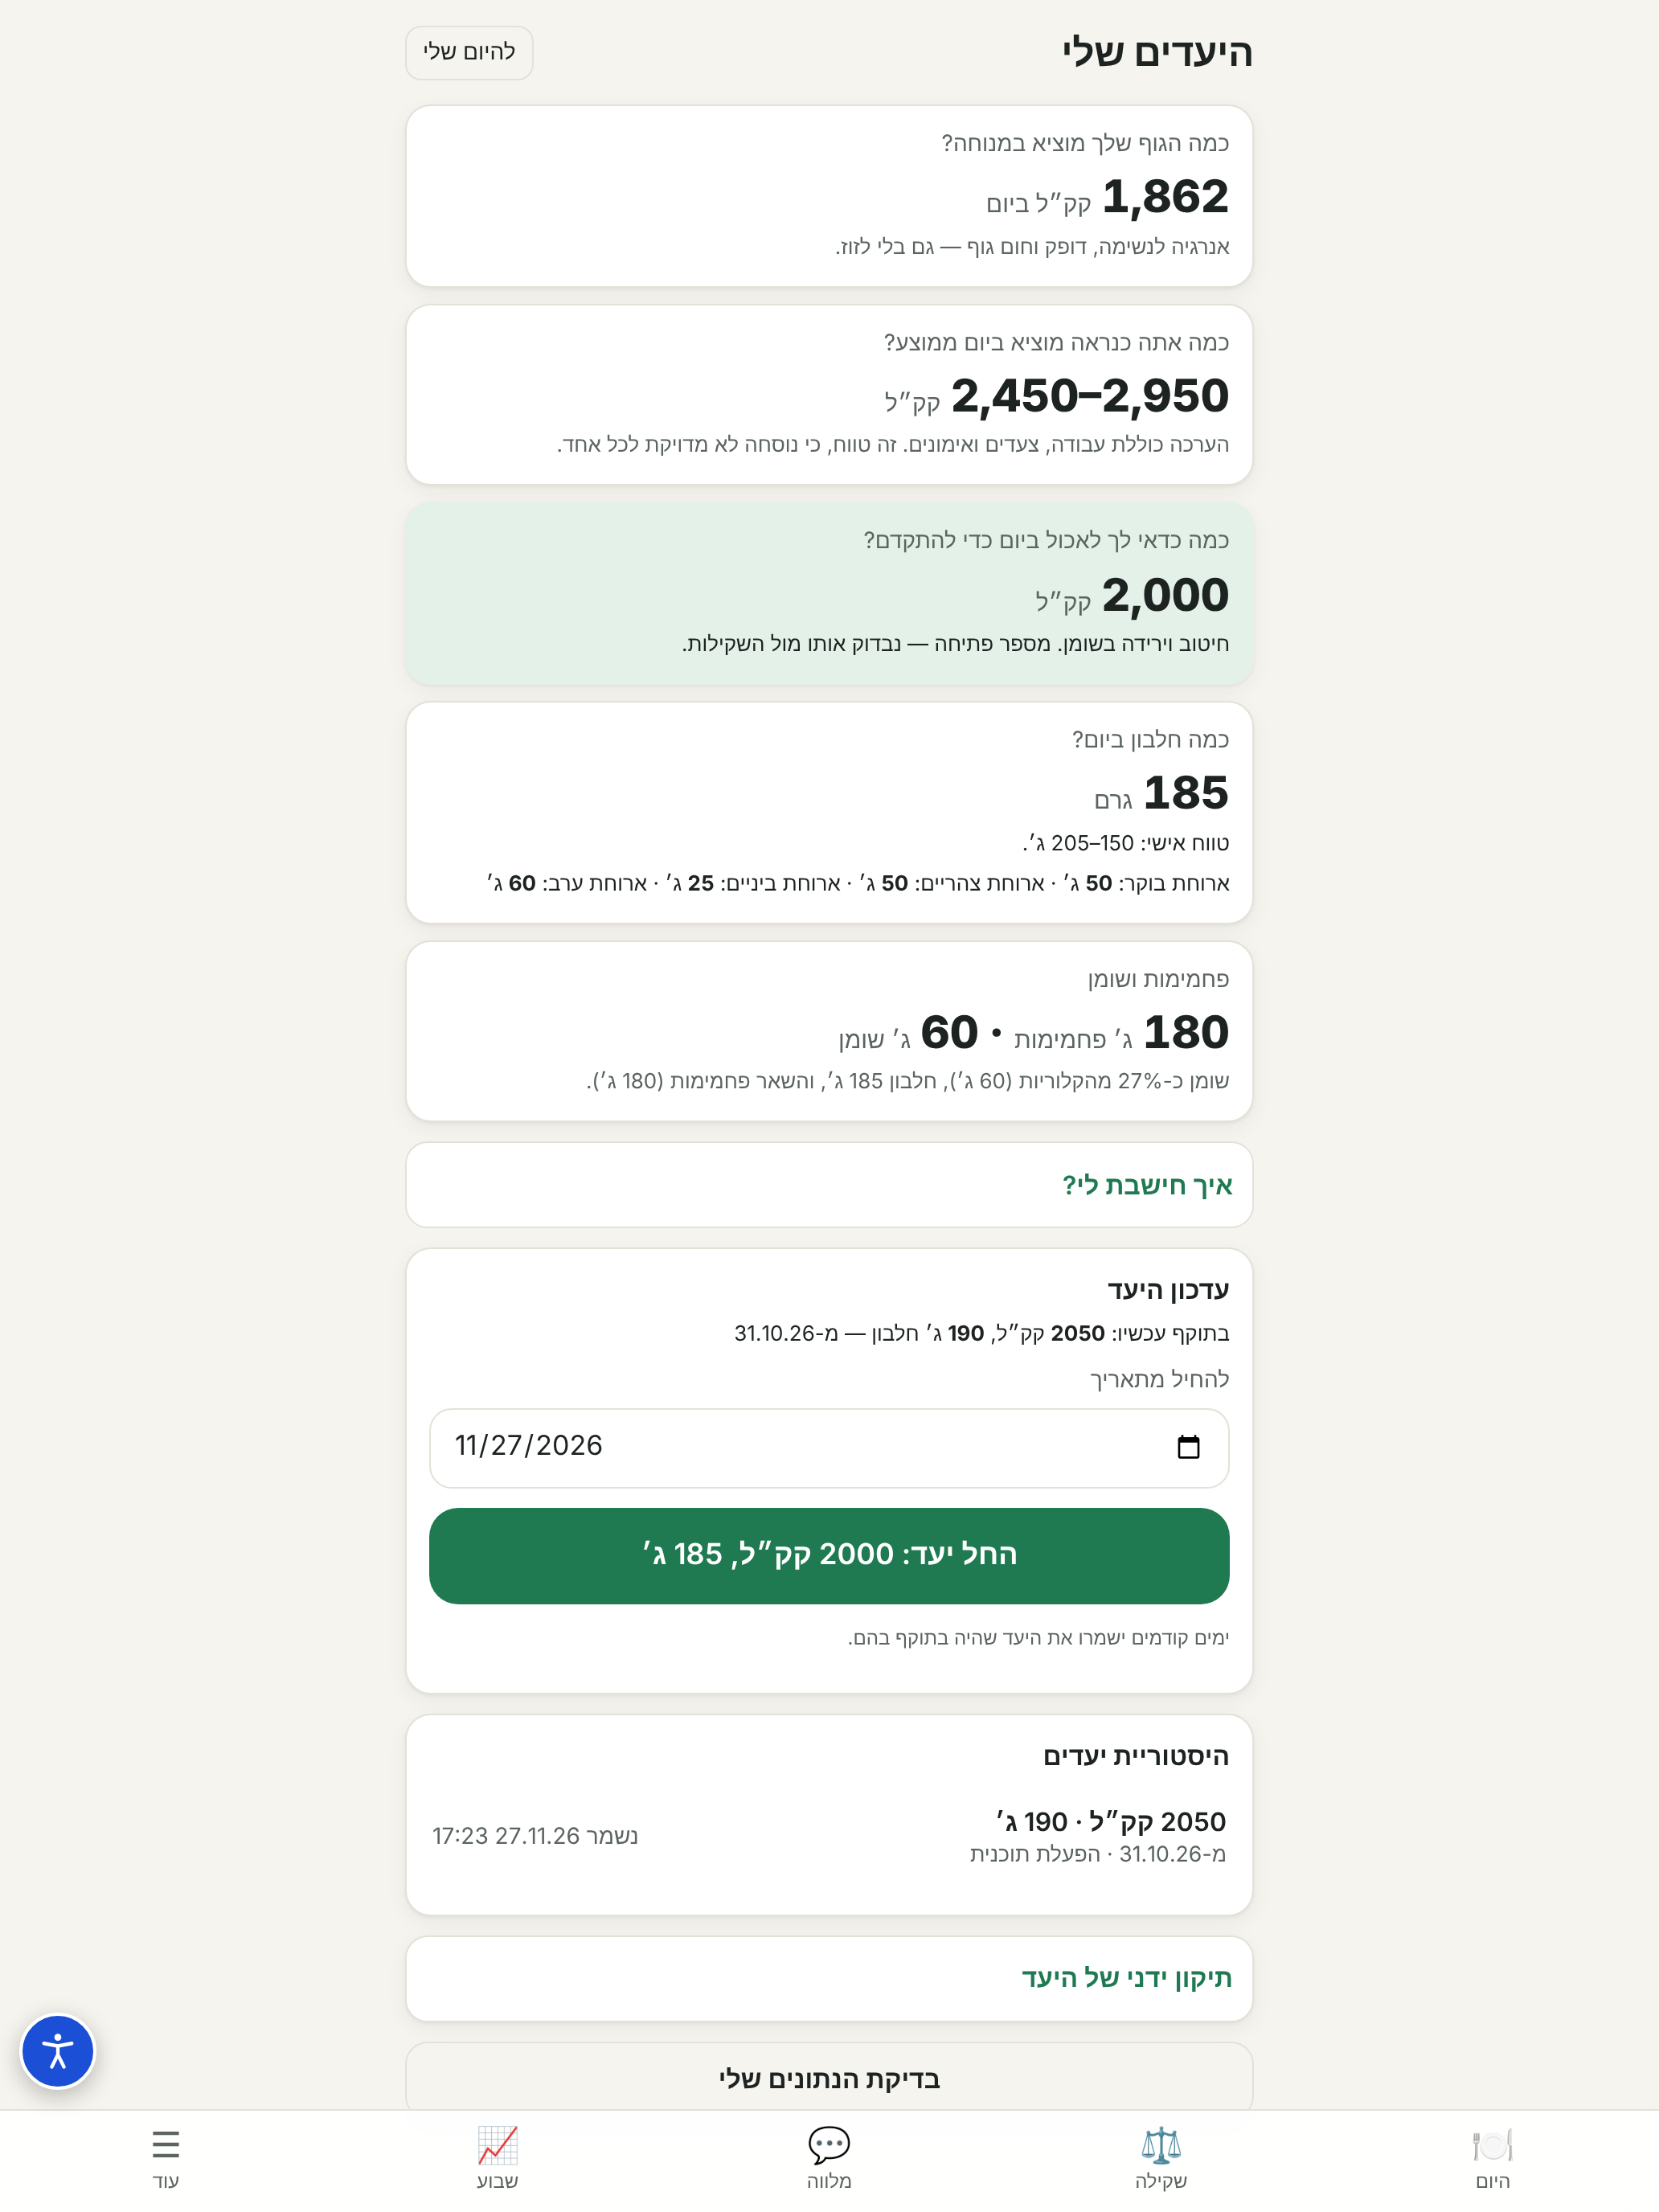 היעדים שלי
להיום שלי
כמה הגוף שלך מוציא במנוחה?
1,862 קק״ל ביום
אנרגיה לנשימה, דופק וחום גוף — גם בלי לזוז.
כמה אתה כנראה מוציא ביום ממוצע?
2,450–2,950 קק״ל
הערכה כוללת עבודה, צעדים ואימונים. זה טווח, כי נוסחה לא מדויקת לכל אחד.
כמה כדאי לך לאכול ביום כדי להתקדם?
2,000 קק״ל
חיטוב וירידה בשומן. מספר פתיחה — נבדוק אותו מול השקילות.
כמה חלבון ביום?
185 גרם
טווח אישי: 150–205 ג׳.
ארוחת בוקר: 50 ג׳ · ארוחת צהריים: 50 ג׳ · ארוחת ביניים: 25 ג׳ · ארוחת ערב: 60 ג׳
פחמימות ושומן
180 ג׳ פחמימות · 60 ג׳ שומן
שומן כ-27% מהקלוריות (60 ג׳), חלבון 185 ג׳, והשאר פחמימות (180 ג׳).
איך חישבת לי?
עדכון היעד
בתוקף עכשיו: 2050 קק״ל, 190 ג׳ חלבון — מ-31.10.26
להחיל מתאריך
11/27/2026
החל יעד: 2000 קק״ל, 185 ג׳
ימים קודמים ישמרו את היעד שהיה בתוקף בהם.
היסטוריית יעדים
2050 קק״ל · 190 ג׳
מ-31.10.26 · הפעלת תוכנית
נשמר 27.11.26 17:23
תיקון ידני של היעד
בדיקת הנתונים שלי
היום
שקילה
מלווה
שבוע
עוד